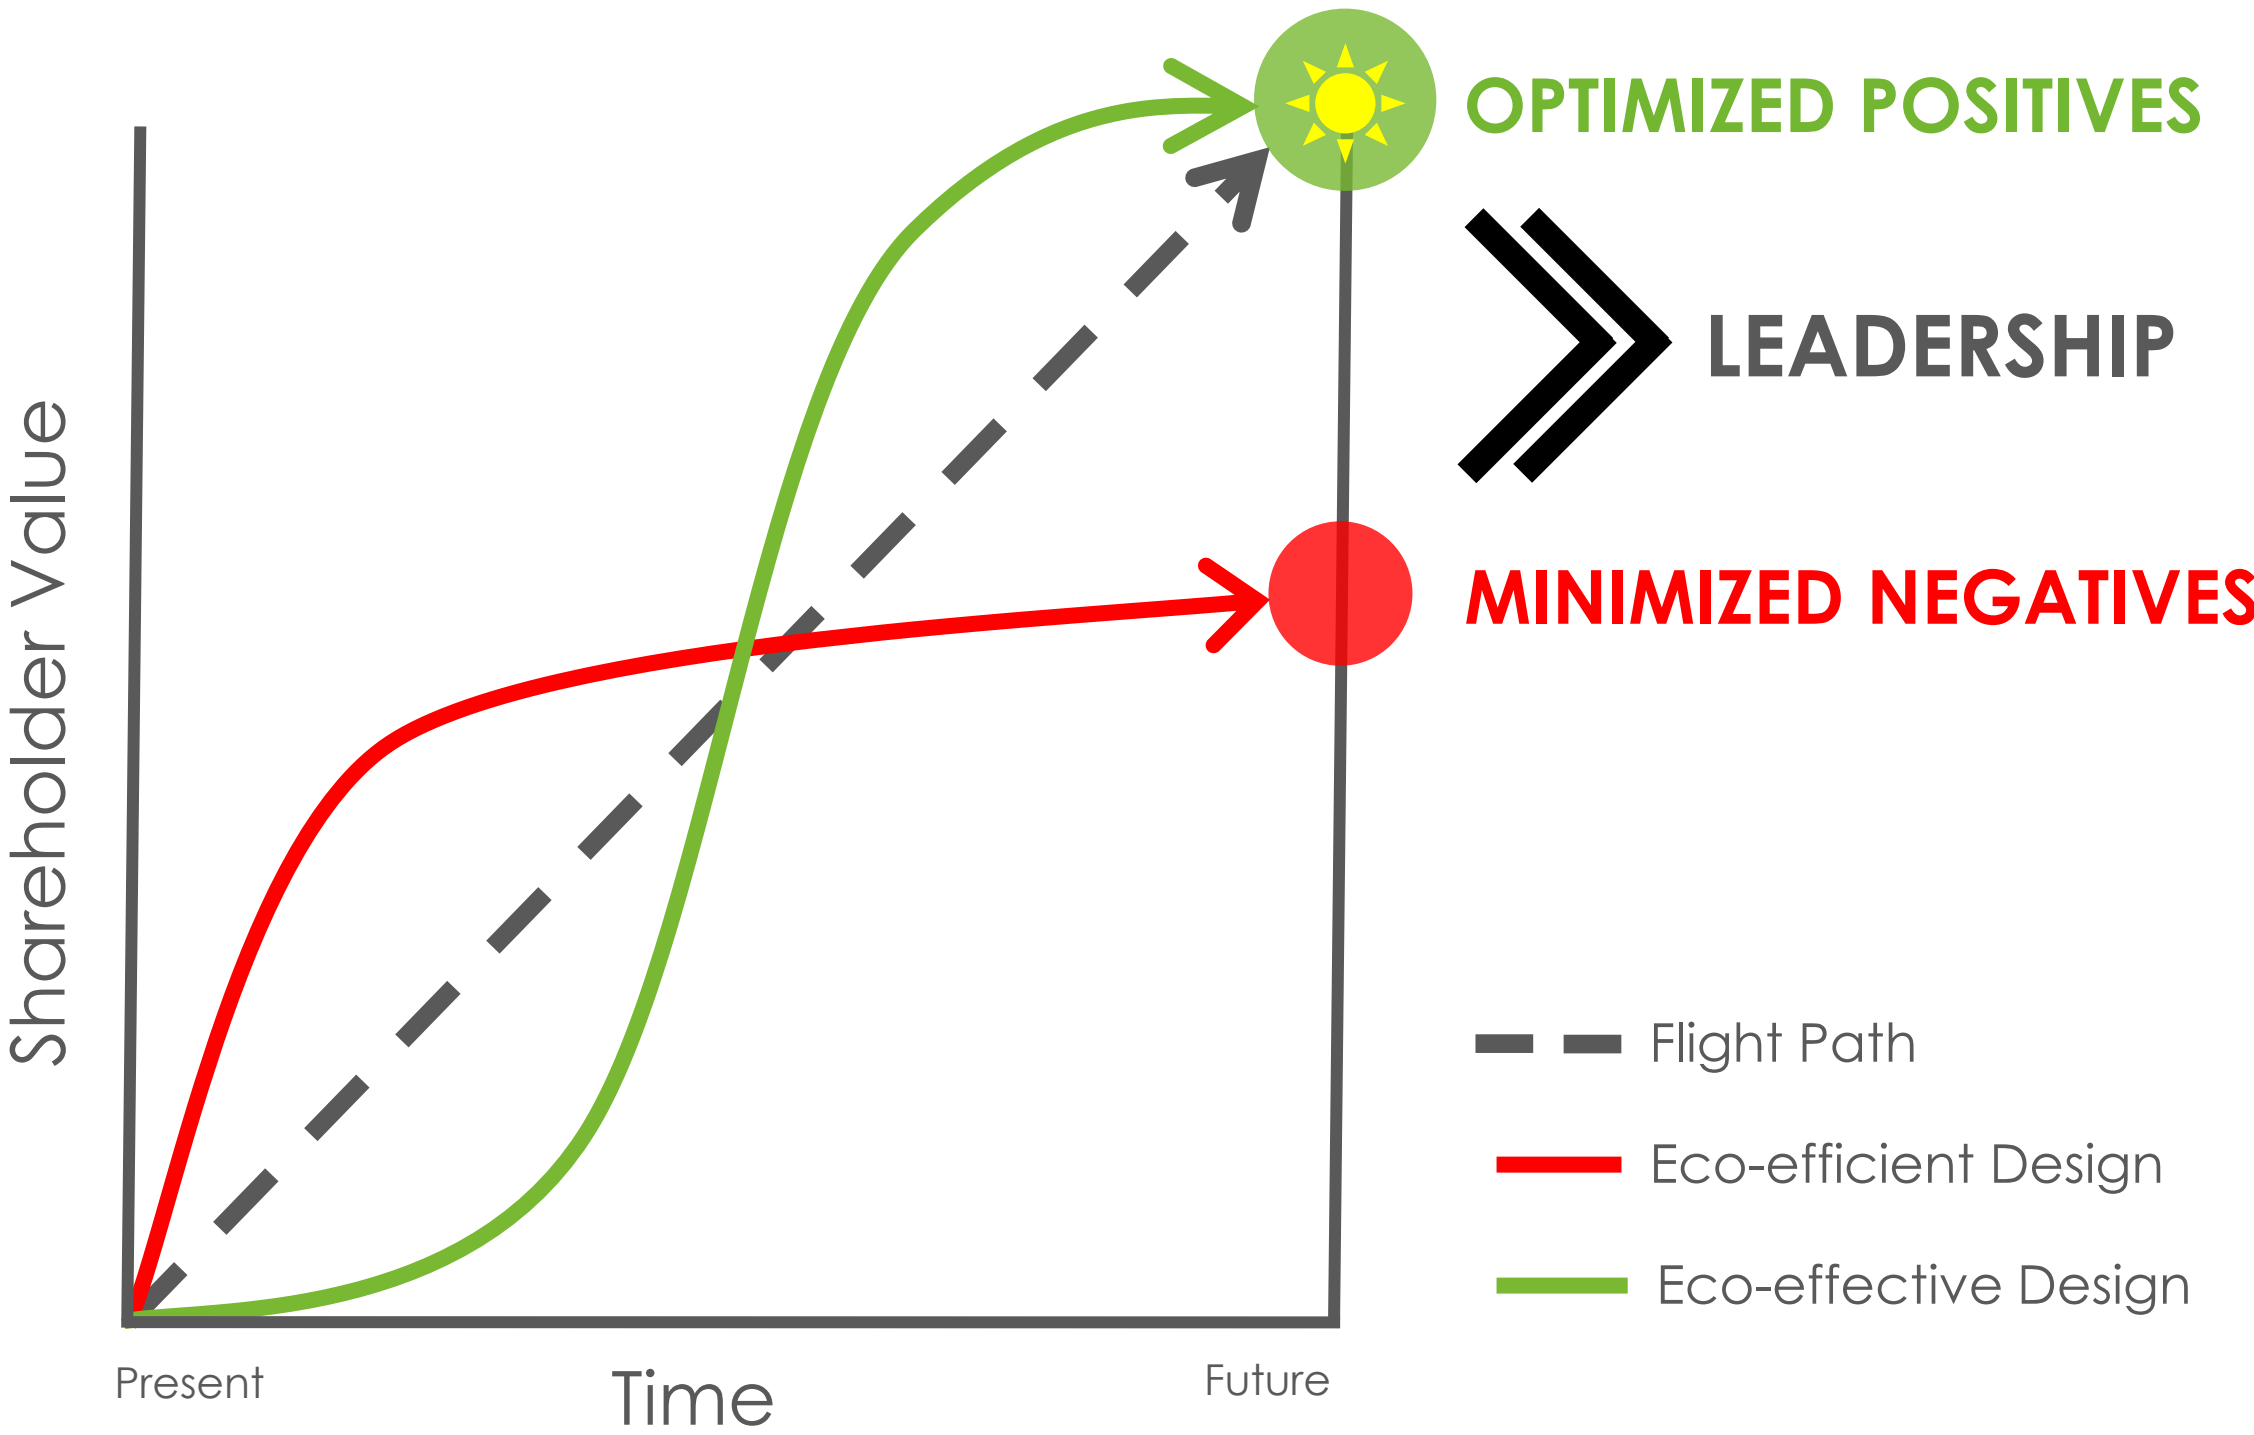 OPTIMIZED POSITIVES
LEADERSHIP
MINIMIZED NEGATIVES
Shareholder Value
Flight Path
Eco-efficient Design
Eco-effective Design
Present
Time
Future